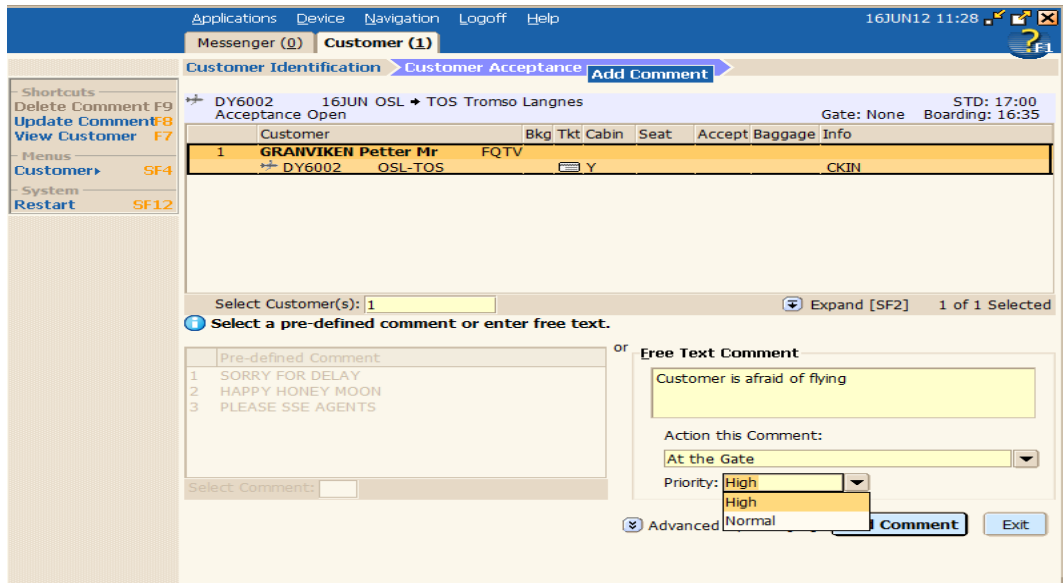 Applications Device Navigation Logoff Help 16JUN12 11:28
Messenger (0) Customer (1)
F1
Customer Identification Customer Acceptance Add Comment
Shortcuts
Delete Comment F9
Update Comment F8
View Customer F7
Menus
Customer SF4
System
Restart SF12
DY6002 16JUN OSL → TOS Tromso Langnes STD: 17:00
Acceptance Open Gate: None Boarding: 16:35
Customer Bkg Tkt Cabin Seat Accept Baggage Info
1 GRANVIKEN Petter Mr FQTV
DY6002 OSL-TOS Y CKIN
Select Customer(s): 1 Expand [SF2] 1 of 1 Selected
Select a pre-defined comment or enter free text.
Pre-defined Comment
1 SORRY FOR DELAY
2 HAPPY HONEY MOON
3 PLEASE SSE AGENTS
Select Comment:
or
Free Text Comment
Customer is afraid of flying
Action this Comment:
At the Gate
Priority: High
High
Normal
Advanced Comment Exit